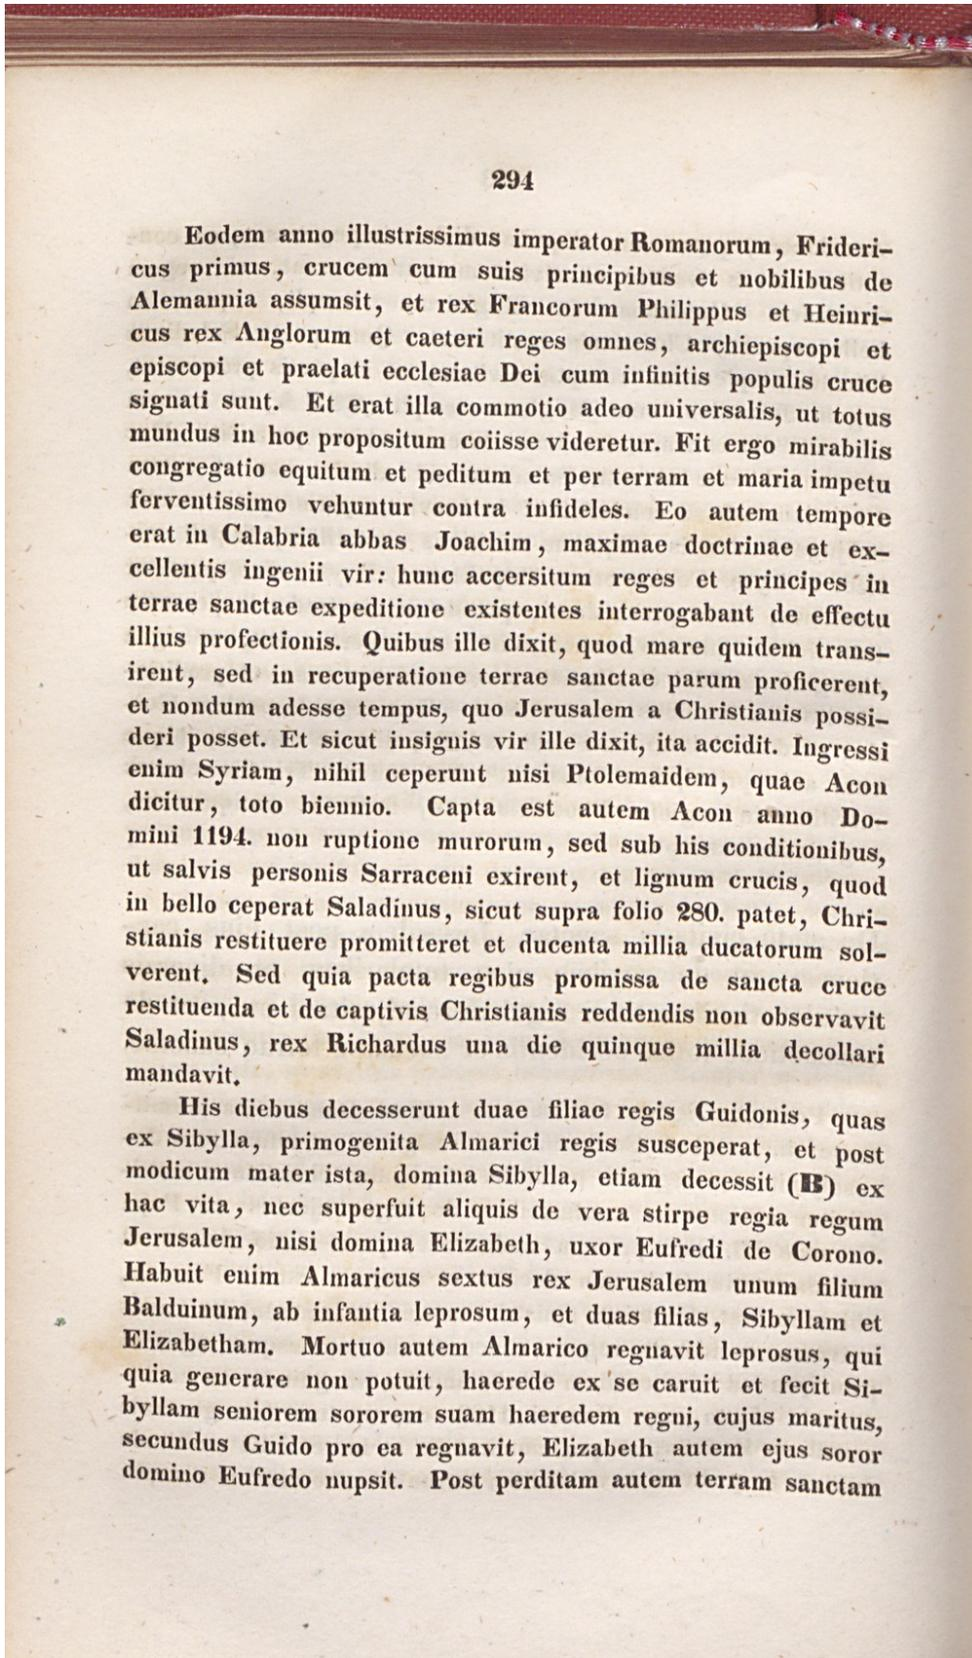 294
Eodem anno illustrissimus imperator Romanorum, Frideri-
cus primus, crucem cum suis principibus et nobilibus de
Alemannia assumsit, et rex Francorum Philippus et Heinri-
cus rex Anglorum et caeteri reges omnes, archiepiscopi et
episcopi et praelati ecclesiae Dei cum infinitis populis cruce
signati sunt. Et erat illa commotio adeo universalis, ut totus
mundus in hoc propositum coiisse videretur. Fit ergo mirabilis
congregatio equitum et peditum et per terram et maria impetu
ferventissimo vehuntur contra infideles. Eo autem tempore
erat in Calabria abbas Joachim, maximae doctrinae et ex-
cellentis ingenii vir: hunc accersitum reges et principes in
terrae sanctae expeditione existentes interrogabant de effectu
illius profectionis. Quibus ille dixit, quod mare quidem trans-
irent, sed in recuperatione terrae sanctae parum proficerent,
et nondum adesse tempus, quo Jerusalem a Christianis possi-
deri posset. Et sicut insignis vir ille dixit, ita accidit. Ingressi
enim Syriam, nihil ceperunt nisi Ptolemaidem, quae Acon
dicitur, toto biennio. Capta est autem Acon anno Do-
mini 1194. non ruptione murorum, sed sub his conditionibus,
ut salvis personis Sarraceni exirent, et lignum crucis, quod
in bello ceperat Saladinus, sicut supra folio 280. patet, Chri-
stianis restituere promitteret et ducenta millia ducatorum sol-
verent. Sed quia pacta regibus promissa de sancta cruce
restituenda et de captivis Christianis reddendis non observavit
Saladinus, rex Richardus una die quinque millia decollari
mandavit.
His diebus decesserunt duae filiae regis Guidonis, quas
ex Sibylla, primogenita Almarici regis susceperat, et post
modicum mater ista, domina Sibylla, etiam decessit (B) ex
hac vita, nec superfuit aliquis de vera stirpe regia regum
Jerusalem, nisi domina Elizabeth, uxor Eufredi de Corono.
Habuit enim Almaricus sextus rex Jerusalem unum filium
Balduinum, ab infantia leprosum, et duas filias, Sibyllam et
Elizabetham. Mortuo autem Almarico regnavit leprosus, qui
quia generare non potuit, haerede ex se caruit et fecit Si-
byllam seniorem sororem suam haeredem regni, cujus maritus,
secundus Guido pro ea regnavit, Elizabeth autem ejus soror
domino Eufredo nupsit. Post perditam autem terram sanctam